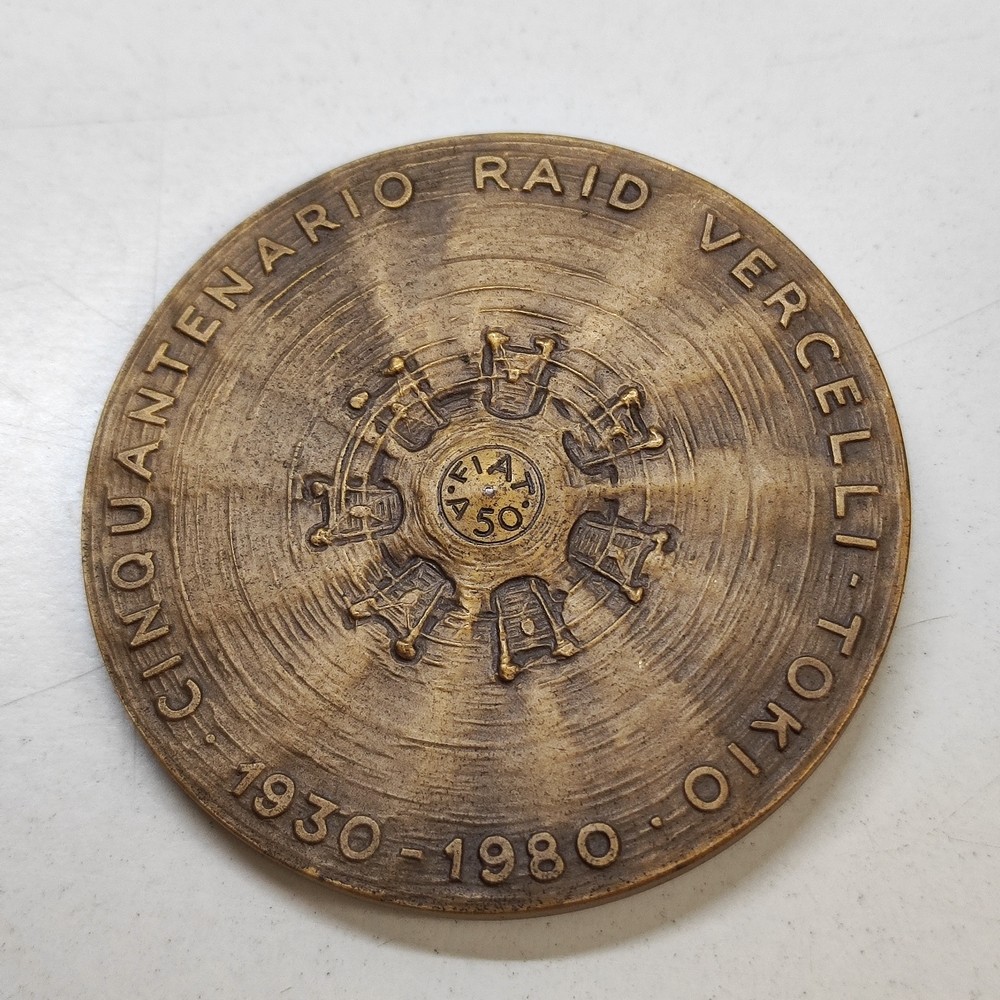 · CINQUANTENARIO RAID VERCELLI-TOKIO ·
1930-1980
· FIAT ·
A 50